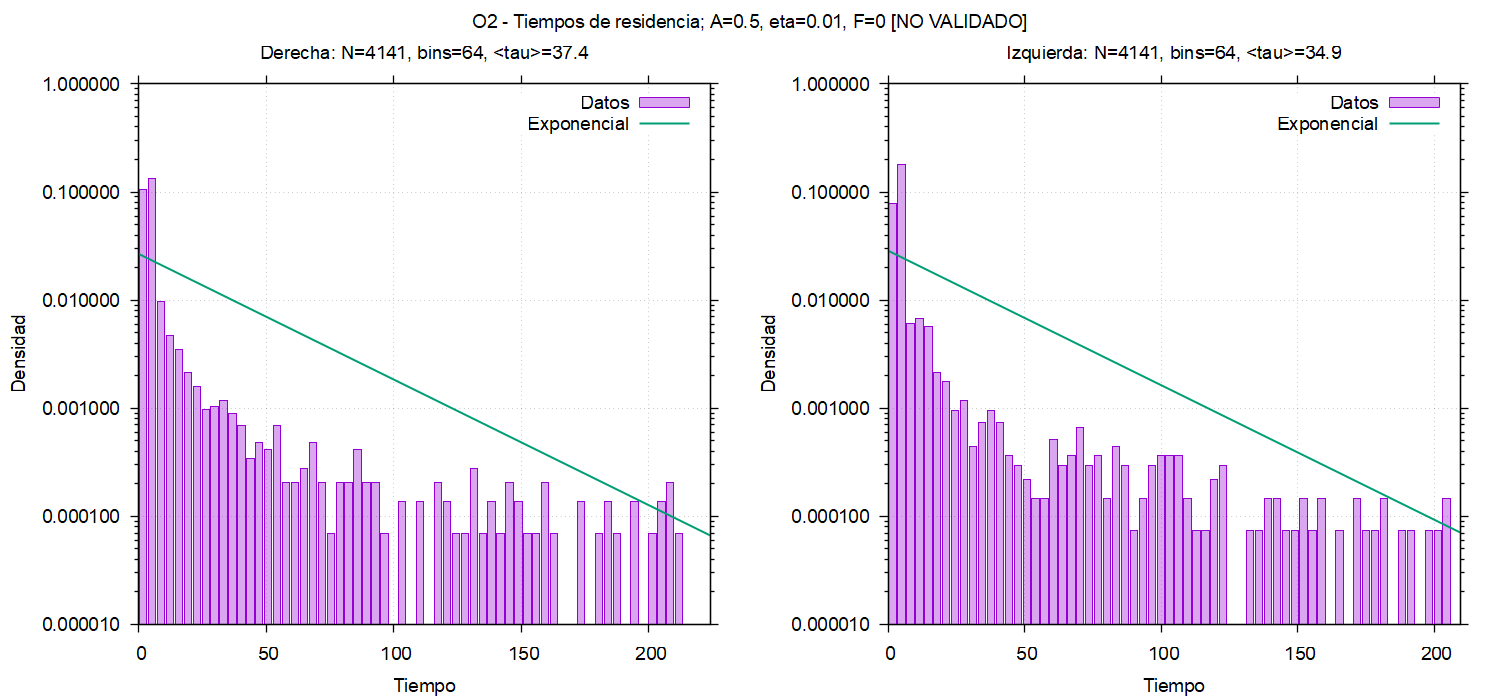 O2 - Tiempos de residencia; A=0.5, eta=0.01, F=0 [NO VALIDADO]
Derecha: N=4141, bins=64, <tau>=37.4
1.000000
0.100000
0.010000
0.001000
0.000100
0.000010
0
50
100
150
200
Densidad
Tiempo
Datos
Exponencial
Izquierda: N=4141, bins=64, <tau>=34.9
1.000000
0.100000
0.010000
0.001000
0.000100
0.000010
0
50
100
150
200
Densidad
Tiempo
Datos
Exponencial